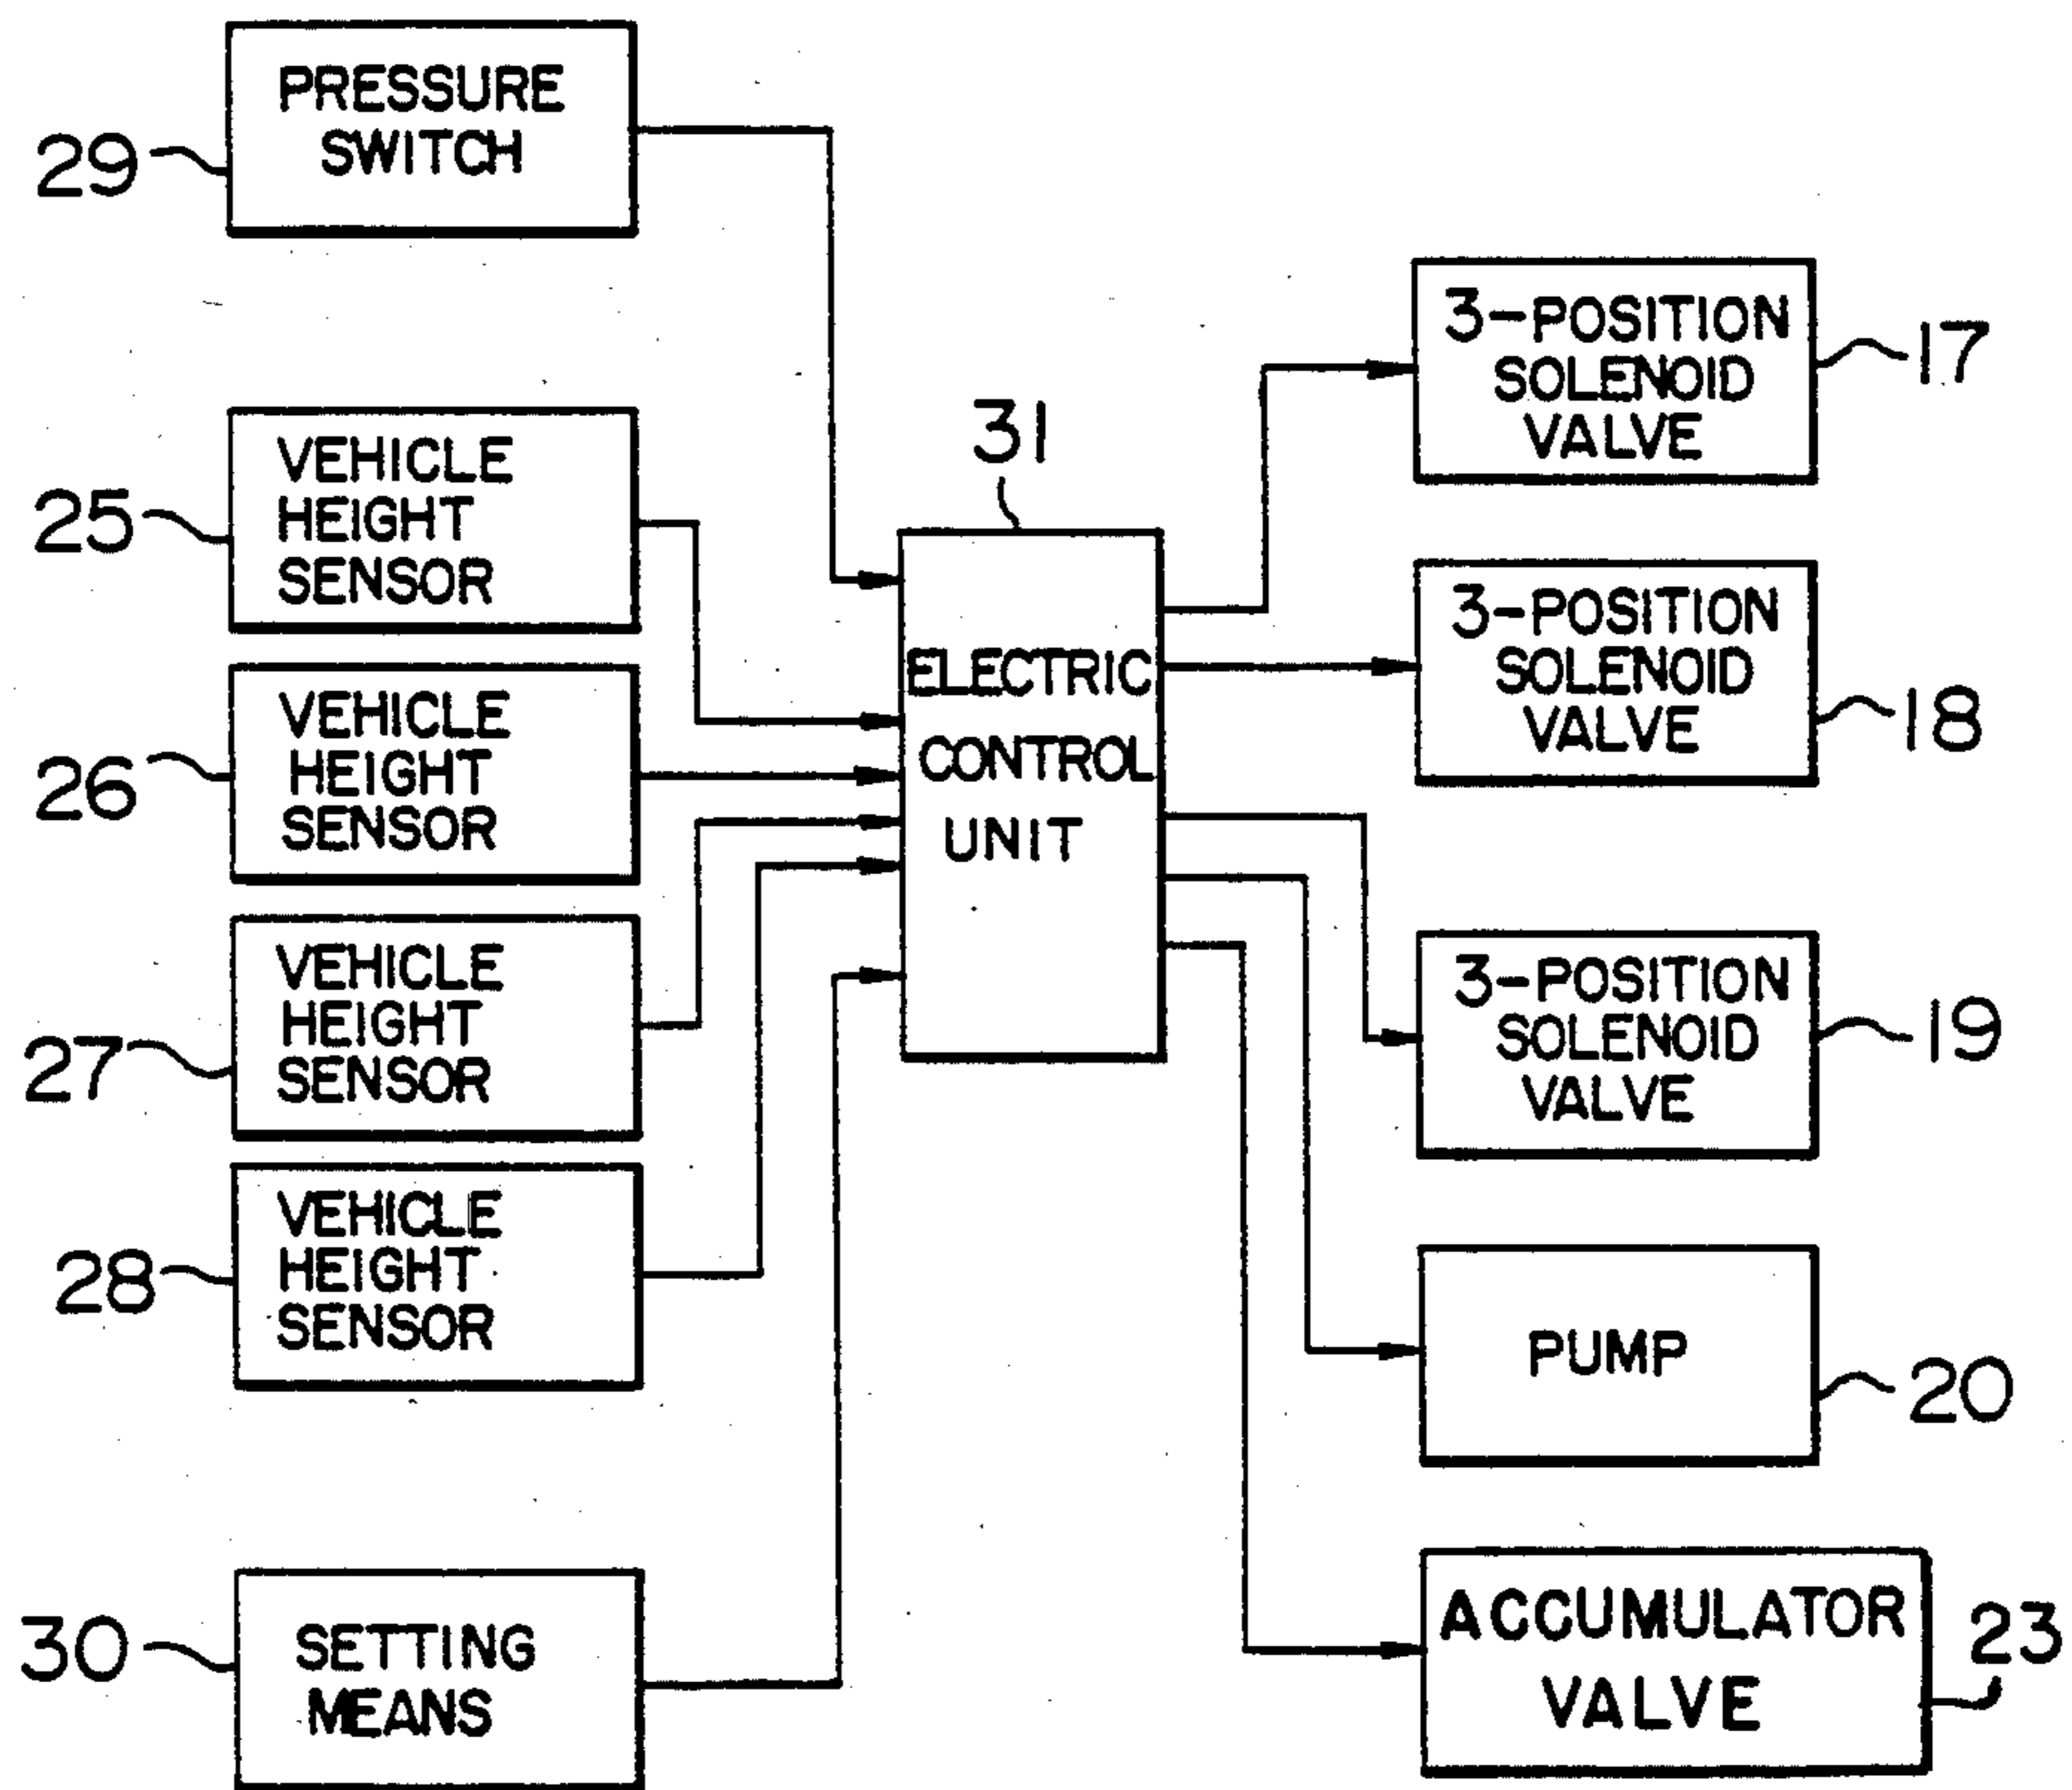 PRESSURE
SWITCH
29
VEHICLE
HEIGHT
SENSOR
25
VEHICLE
HEIGHT
SENSOR
26
VEHICLE
HEIGHT
SENSOR
27
VEHICLE
HEIGHT
SENSOR
28
SETTING
MEANS
30
31
ELECTRIC
CONTROL
UNIT
3-POSITION
SOLENOID
VALVE
17
3-POSITION
SOLENOID
VALVE
18
3-POSITION
SOLENOID
VALVE
19
PUMP
20
ACCUMULATOR
VALVE
23